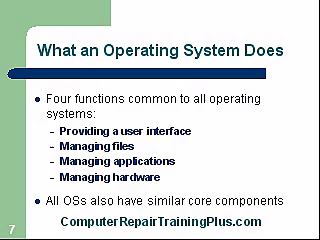 What an Operating System Does
● Four functions common to all operating
systems:
– Providing a user interface
– Managing files
– Managing applications
– Managing hardware
● All OSs also have similar core components
7
ComputerRepairTrainingPlus.com